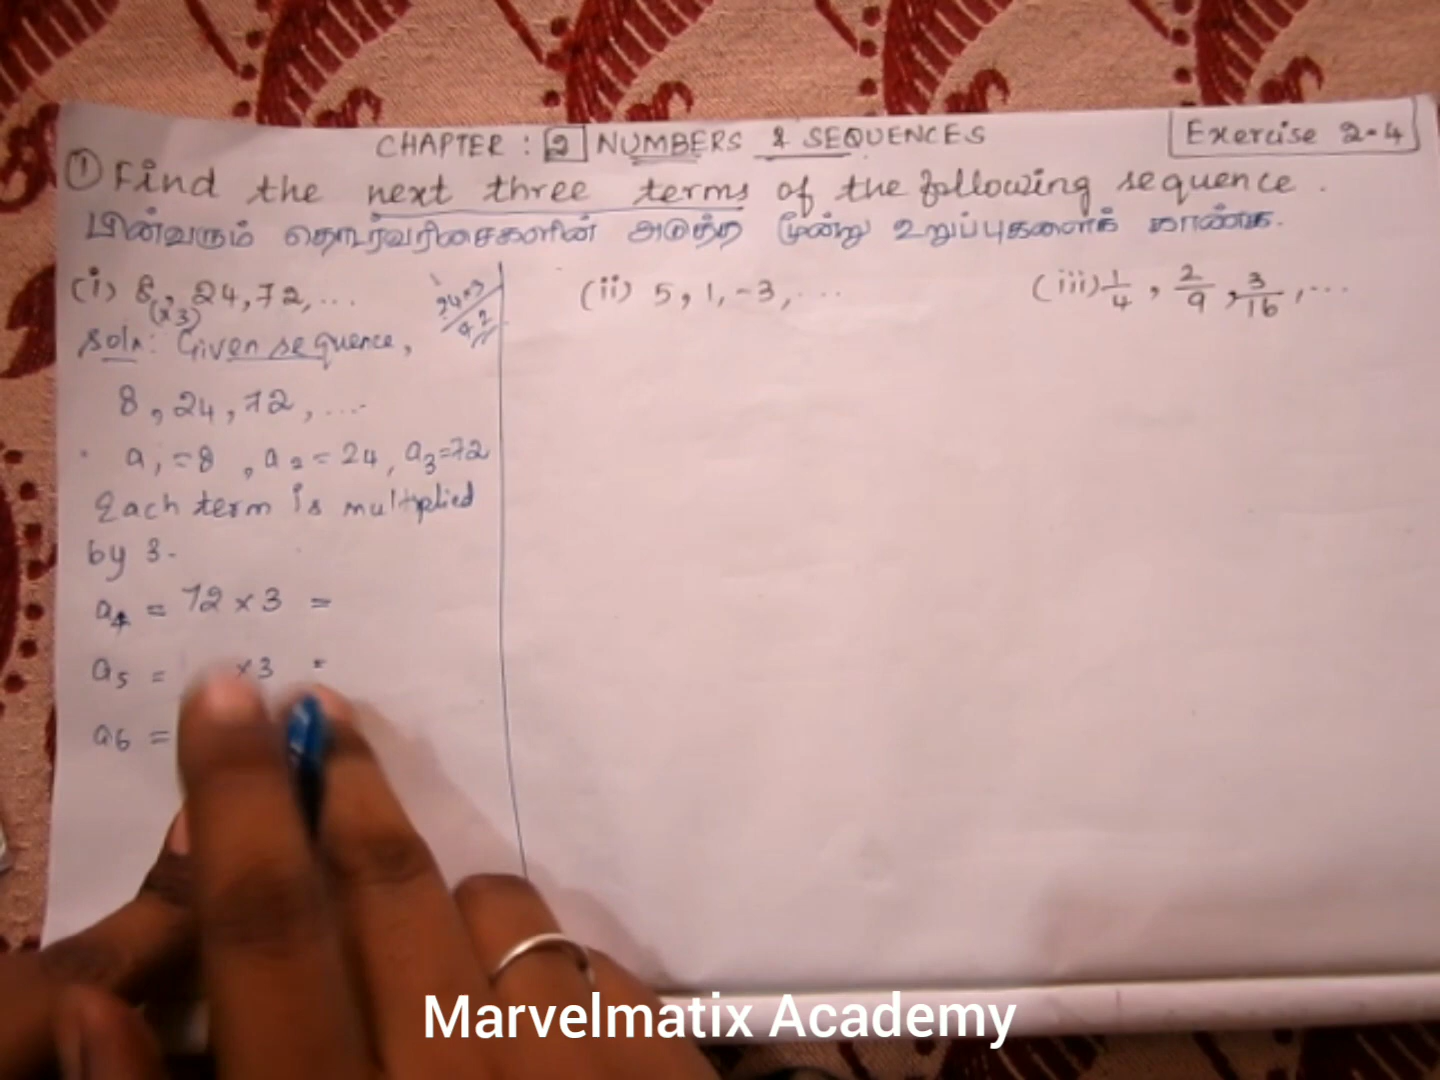 CHAPTER : 2 NUMBERS & SEQUENCES
Exercise 2.4
① Find the next three terms of the following sequence.
பின்வரும் தொடர்வரிசைகளின் அடுத்த மூன்று உறுப்புகளைக் காண்க.
(i) 8, 24, 72, ...
(x3)
24×3
72
soln: Given sequence,
8, 24, 72, ....
a1 = 8, a2 = 24, a3 = 72
Each term is multiplied
by 3.
a4 = 72 × 3 =
a5 = × 3 =
a6 =
(ii) 5, 1, -3, ...
(iii) 1/4, 2/9, 3/16, ...
Marvelmatix Academy